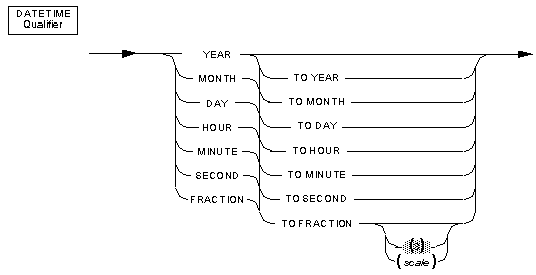 DATETIME
Qualifier
YEAR
MONTH TO YEAR
DAY TO MONTH
HOUR TO DAY
MINUTE TO HOUR
SECOND TO MINUTE
FRACTION TO SECOND
TO FRACTION
(3)
(scale)